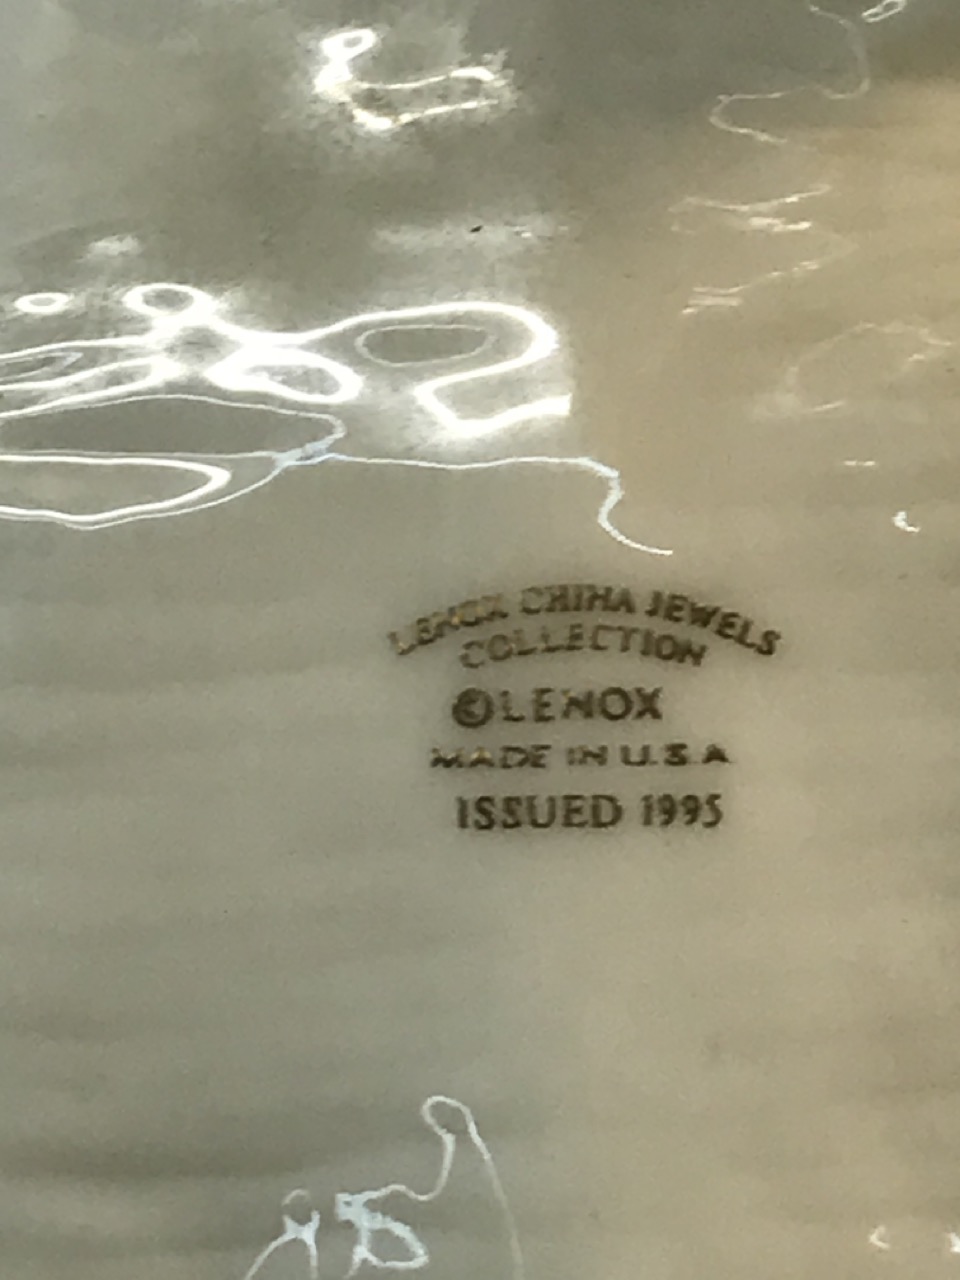 LENOX CHINA JEWELS
COLLECTION
©LENOX
MADE IN U.S.A
ISSUED 1995